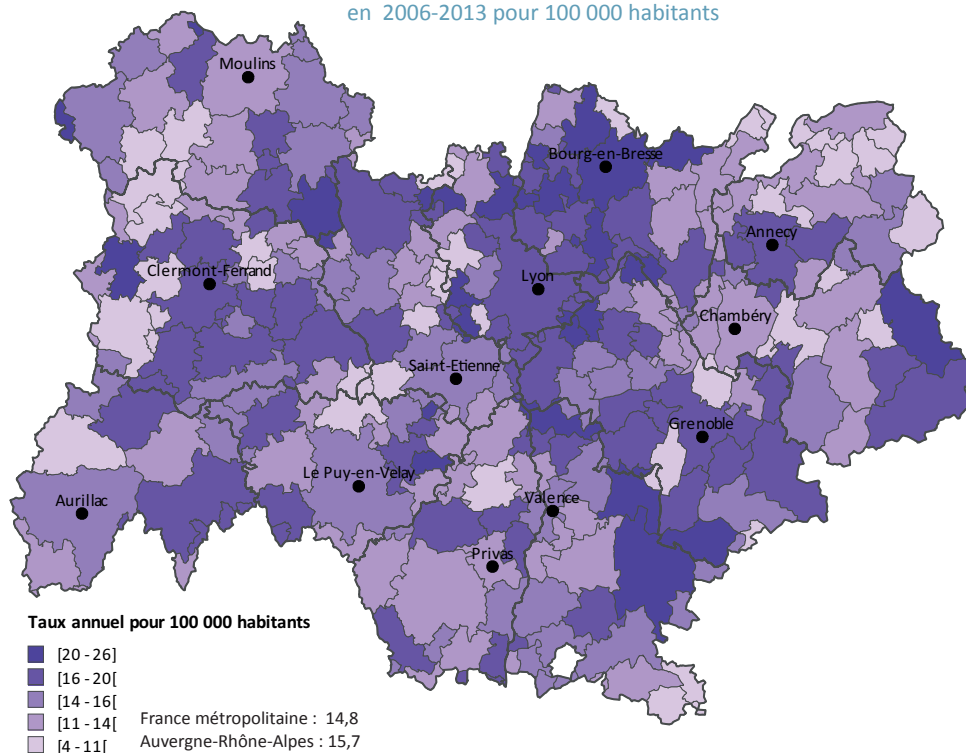 en 2006-2013 pour 100 000 habitants
Moulins
Bourg-en-Bresse
Annecy
Clermont-Ferrand
Lyon
Chambéry
Saint-Etienne
Grenoble
Le Puy-en-Velay
Aurillac
Valence
Privas
Taux annuel pour 100 000 habitants
[20 - 26]
[16 - 20[
[14 - 16[
[11 - 14[
[4 - 11[
France métropolitaine : 14,8
Auvergne-Rhône-Alpes : 15,7